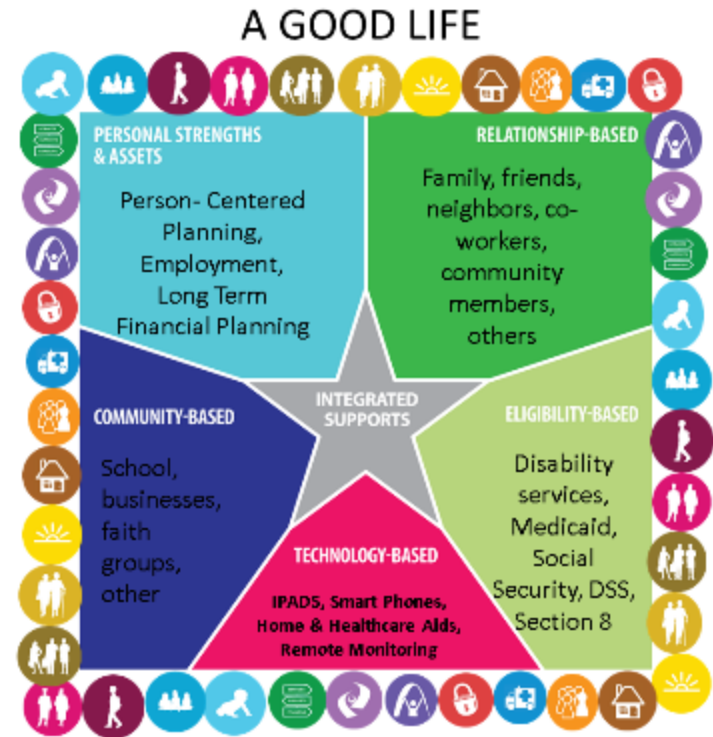 A GOOD LIFE
PERSONAL STRENGTHS
& ASSETS
Person- Centered
Planning,
Employment,
Long Term
Financial Planning
RELATIONSHIP-BASED
Family, friends,
neighbors, co-
workers,
community
members,
others
INTEGRATED
SUPPORTS
COMMUNITY-BASED
School,
businesses,
faith
groups,
other
ELIGIBILITY-BASED
Disability
services,
Medicaid,
Social
Security, DSS,
Section 8
TECHNOLOGY-BASED
IPADS, Smart Phones,
Home & Healthcare Aids,
Remote Monitoring